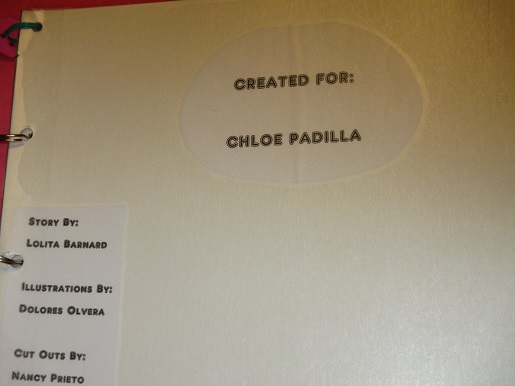 CREATED FOR:
CHLOE PADILLA
STORY BY:
LOLITA BARNARD
ILLUSTRATIONS BY:
DOLORES OLVERA
CUT OUTS BY:
NANCY PRIETO